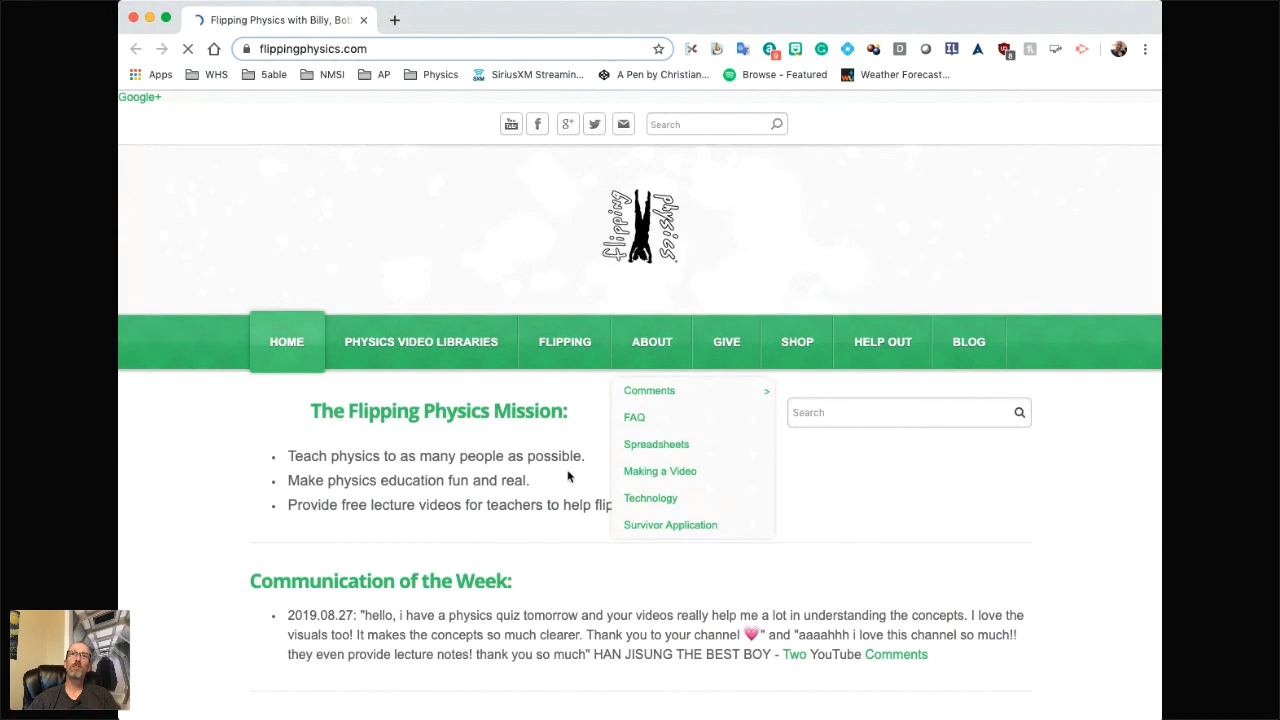 Flipping Physics with Billy, Bob
flippingphysics.com
9
8
Apps WHS 5able NMSI AP Physics SiriusXM Streamin... A Pen by Christian... Browse - Featured Weather Forecast...
Google+
You Tube
Search
flipping physics
HOME PHYSICS VIDEO LIBRARIES FLIPPING ABOUT GIVE SHOP HELP OUT BLOG
Comments >
FAQ
Spreadsheets
Making a Video
Technology
Survivor Application
Search
The Flipping Physics Mission:
• Teach physics to as many people as possible.
• Make physics education fun and real.
• Provide free lecture videos for teachers to help flip
Communication of the Week:
• 2019.08.27: "hello, i have a physics quiz tomorrow and your videos really help me a lot in understanding the concepts. I love the
visuals too! It makes the concepts so much clearer. Thank you to your channel 💗" and "aaaahhh i love this channel so much!!
they even provide lecture notes! thank you so much" HAN JISUNG THE BEST BOY - Two YouTube Comments